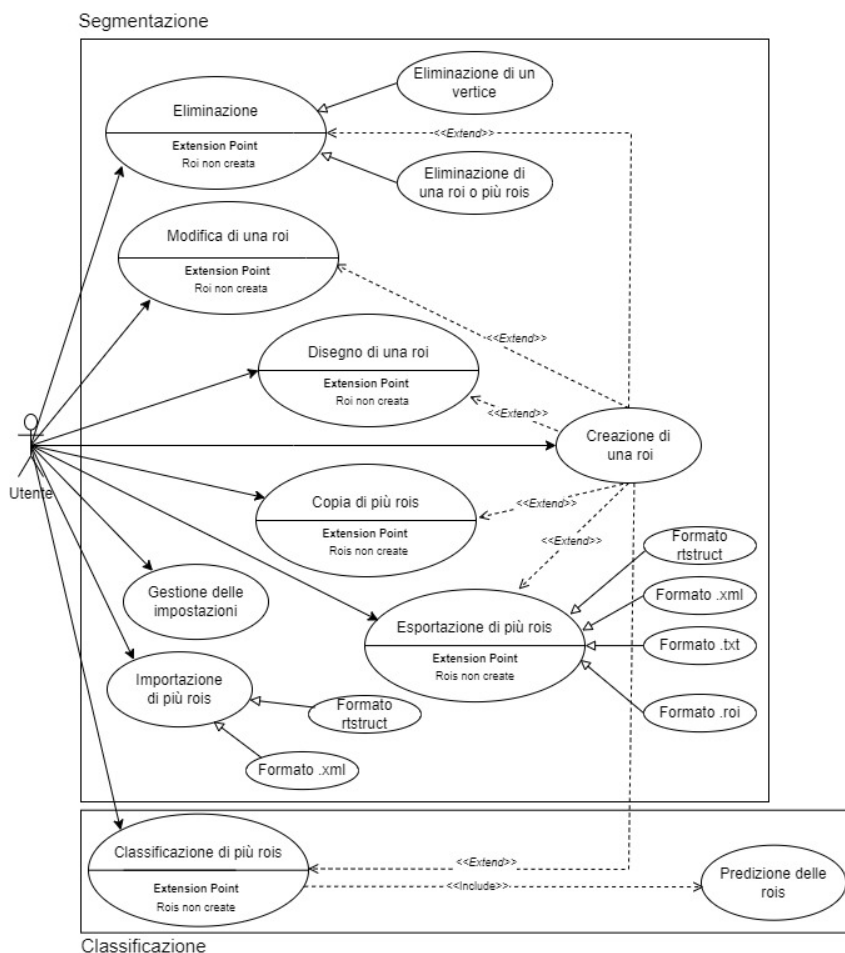 Segmentazione
Eliminazione di un
vertice
Eliminazione
<<Extend>>
Extension Point
Roi non creata
Eliminazione di
una roi o più rois
Modifica di una roi
Extension Point
Roi non creata
<<Extend>>
Disegno di una roi
Extension Point
Roi non creata
<<Extend>>
Creazione di
una roi
Utente
Copia di più rois
<<Extend>>
Extension Point
Rois non create
<<Extend>>
Formato
rtstruct
Gestione delle
impostazioni
Formato .xml
Esportazione di più rois
Formato .txt
Extension Point
Rois non create
Importazione
di più rois
Formato
rtstruct
Formato .roi
Formato .xml
Classificazione di più rois
<<Extend>>
Extension Point
Rois non create
<<Include>>
Predizione delle
rois
Classificazione